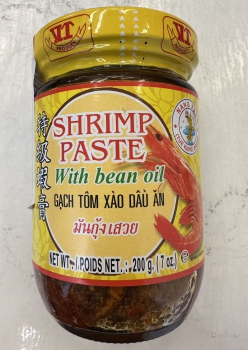 SHRIMP
PASTE
With bean oil
GẠCH TÔM XÀO DẦU ĂN
มันกุ้งเสวย
NET WT. / POIDS NET. : 200 g. ( 7 oz.)
特級蝦膏